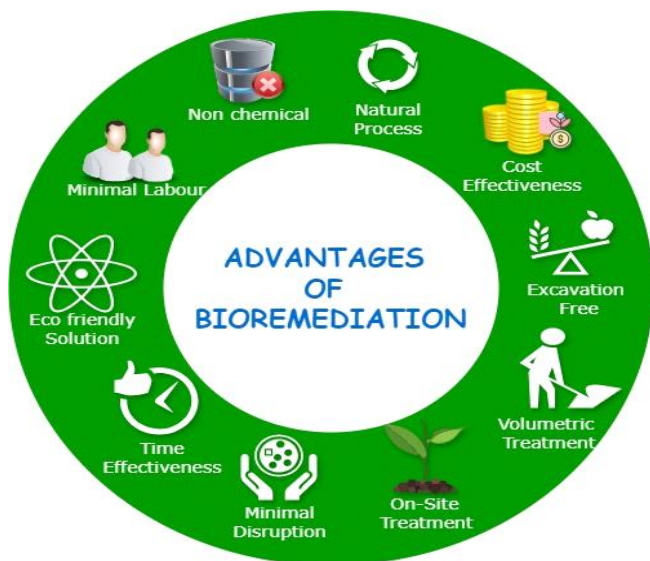 ADVANTAGES
OF
BIOREMEDIATION
Natural
Process
Cost
Effectiveness
Excavation
Free
Volumetric
Treatment
On-Site
Treatment
Minimal
Disruption
Time
Effectiveness
Eco friendly
Solution
Minimal Labour
Non chemical